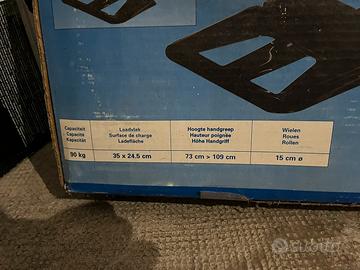 Capaciteit
Capacité
Kapazität
Laadvlak
Surface de charge
Ladefläche
Hoogte handgreep
Hauteur poignée
Höhe Handgriff
Wielen
Roues
Rollen
90 kg
35 x 24.5 cm
73 cm > 109 cm
15 cm ø
subito